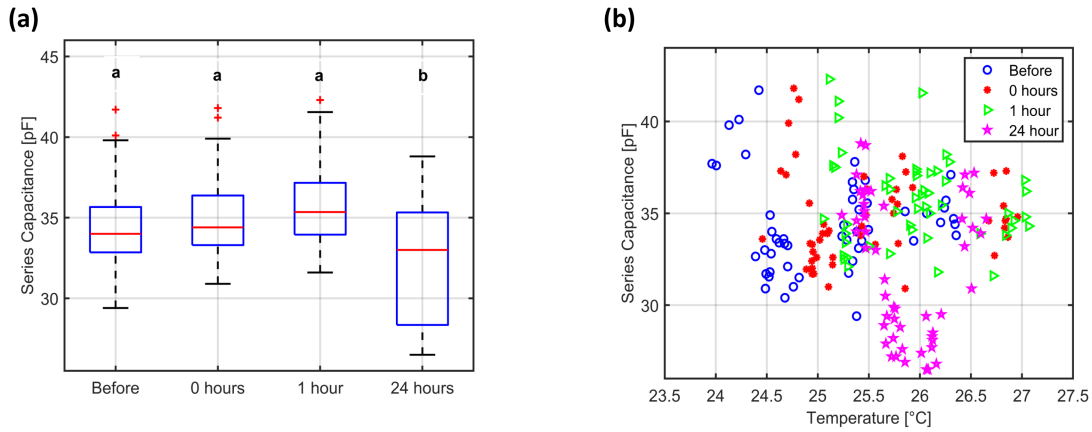 (a)
Series Capacitance [pF]
45
40
35
30
a
a
a
b
Before
0 hours
1 hour
24 hours
(b)
Series Capacitance [pF]
40
35
30
Before
0 hours
1 hour
24 hour
23.5
24
24.5
25
25.5
26
26.5
27
27.5
Temperature [°C]